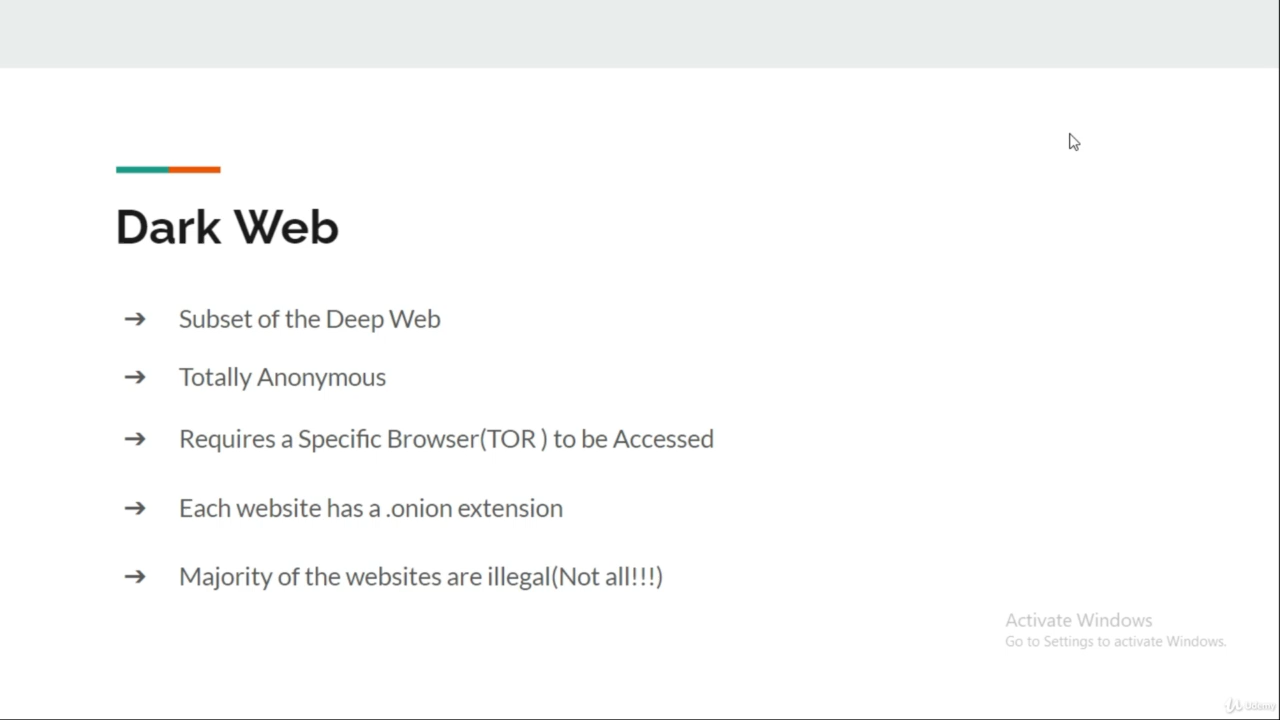 Dark Web
➔ Subset of the Deep Web
➔ Totally Anonymous
➔ Requires a Specific Browser(TOR ) to be Accessed
➔ Each website has a .onion extension
➔ Majority of the websites are illegal(Not all!!!)
Activate Windows
Go to Settings to activate Windows.
Udemy